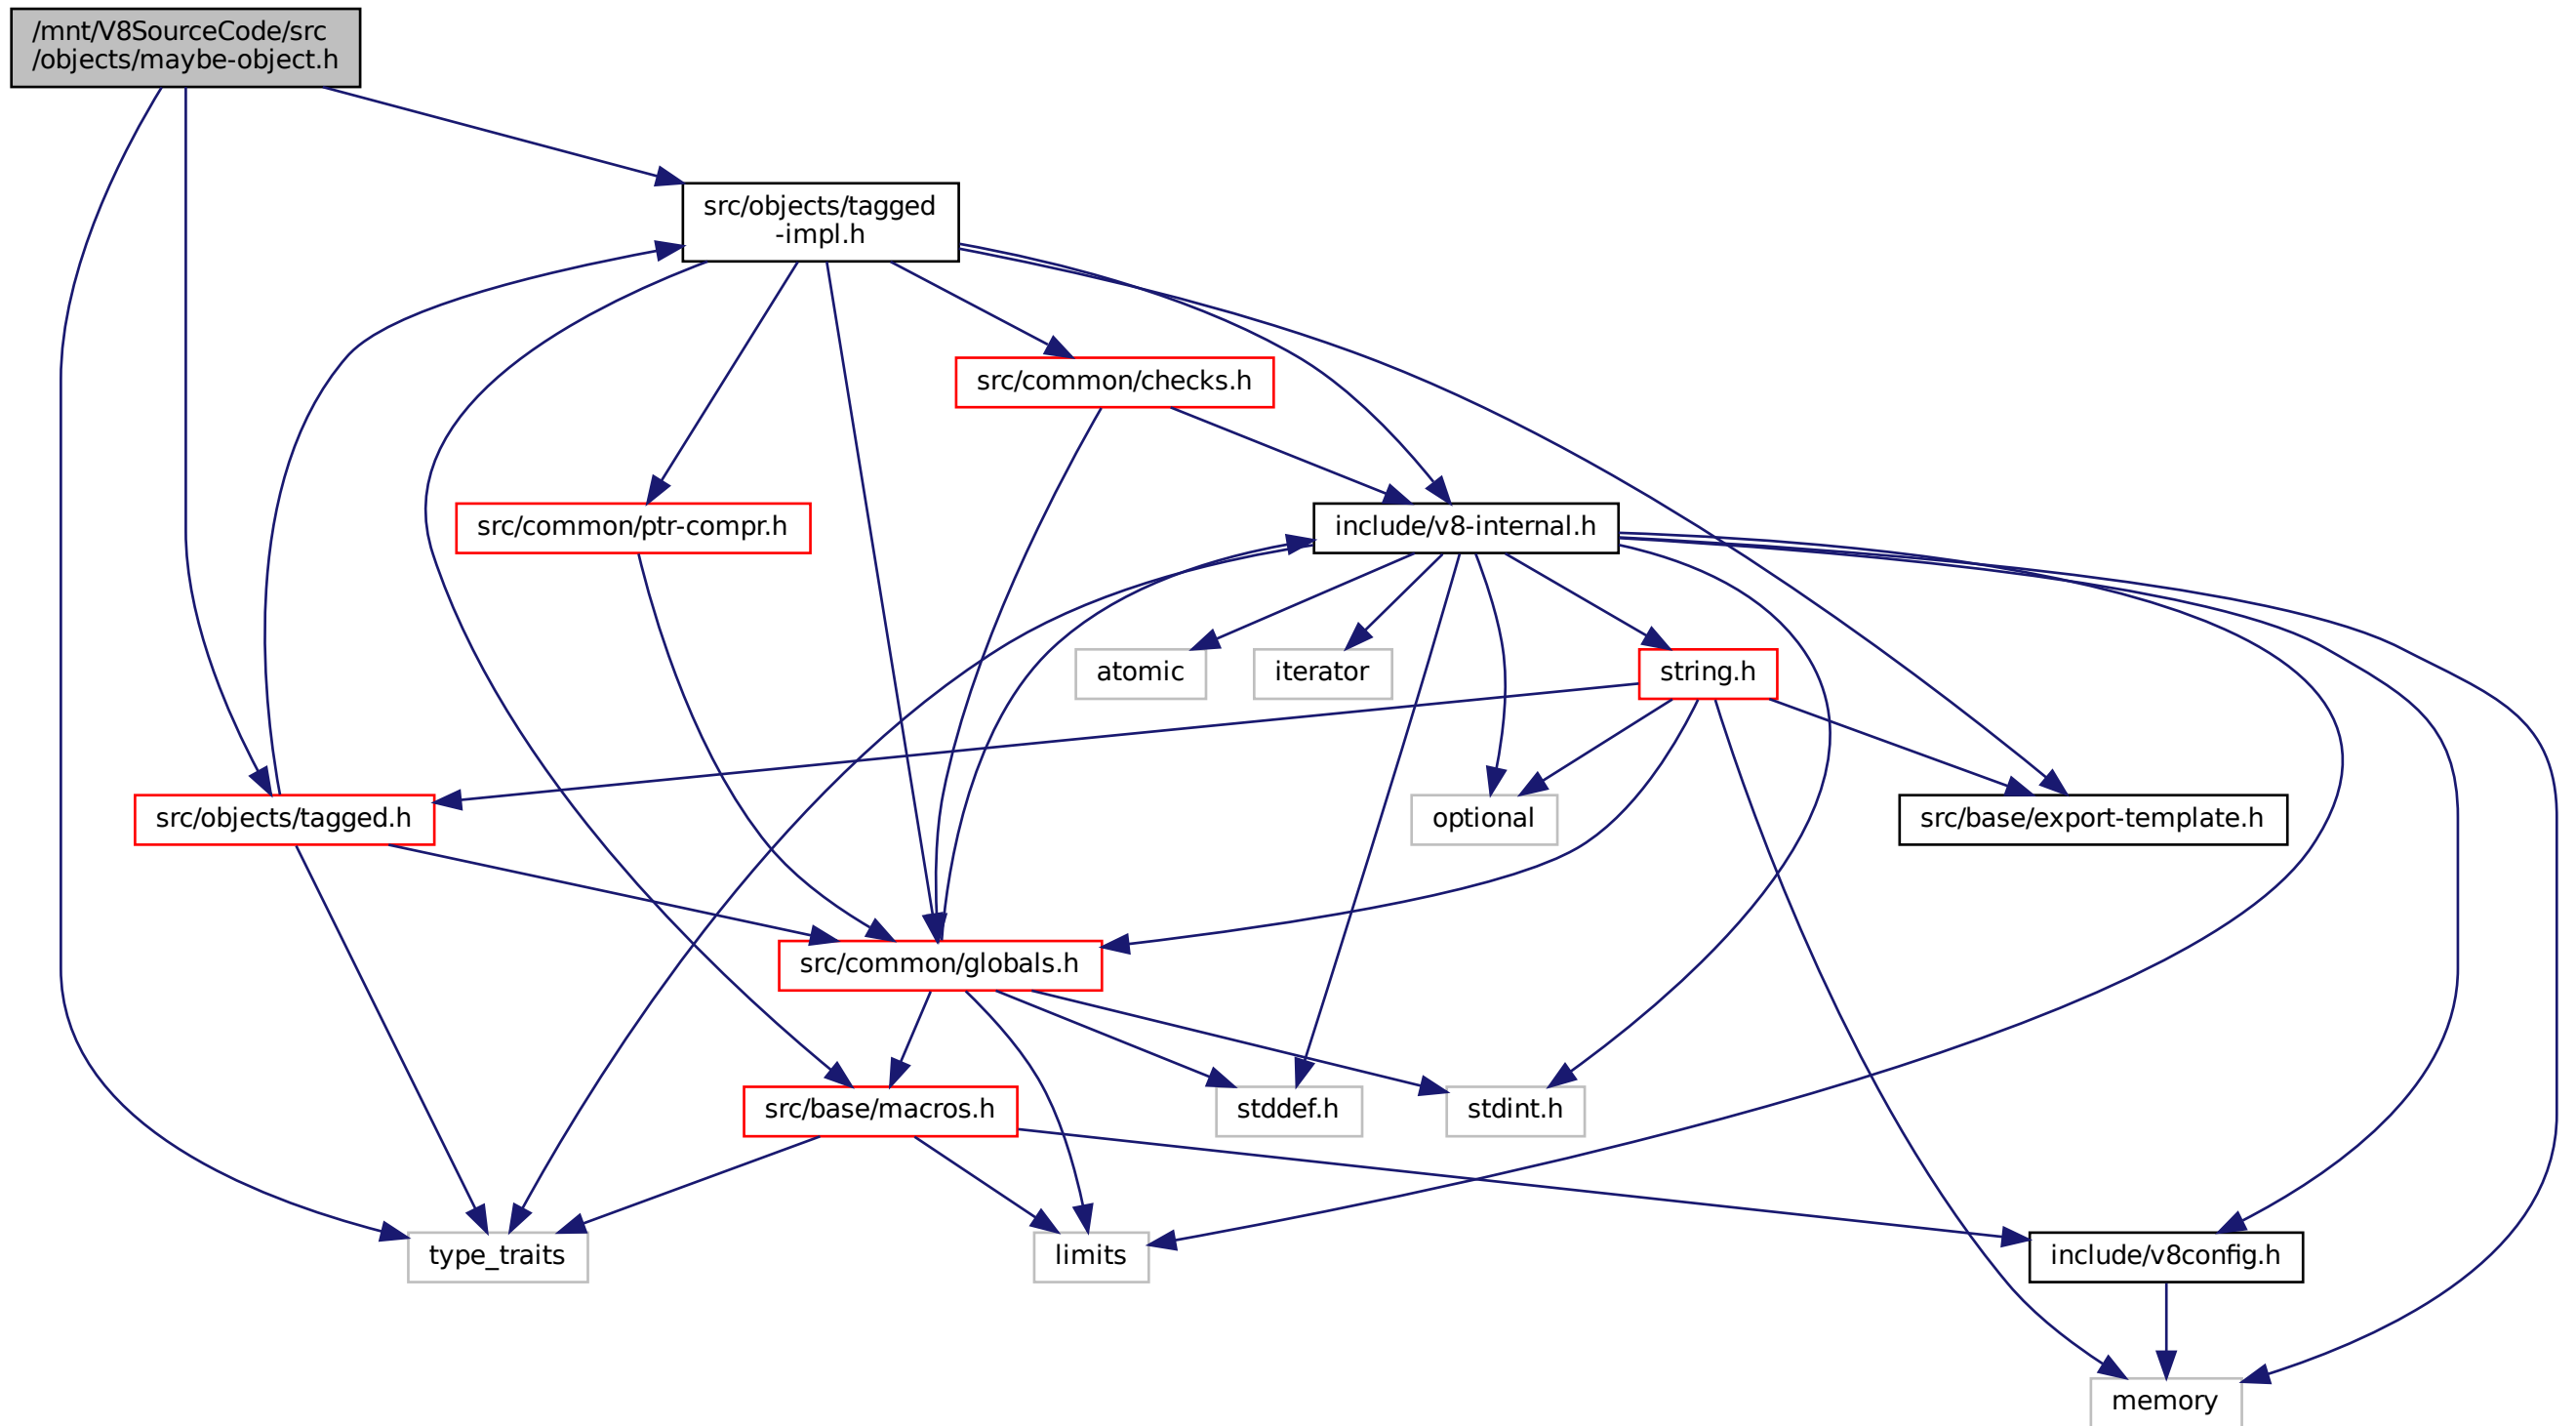 /mnt/V8SourceCode/src
/objects/maybe-object.h
src/objects/tagged
-impl.h
src/common/checks.h
src/common/ptr-compr.h
include/v8-internal.h
atomic
iterator
string.h
src/objects/tagged.h
optional
src/base/export-template.h
src/common/globals.h
src/base/macros.h
stddef.h
stdint.h
type_traits
limits
include/v8config.h
memory